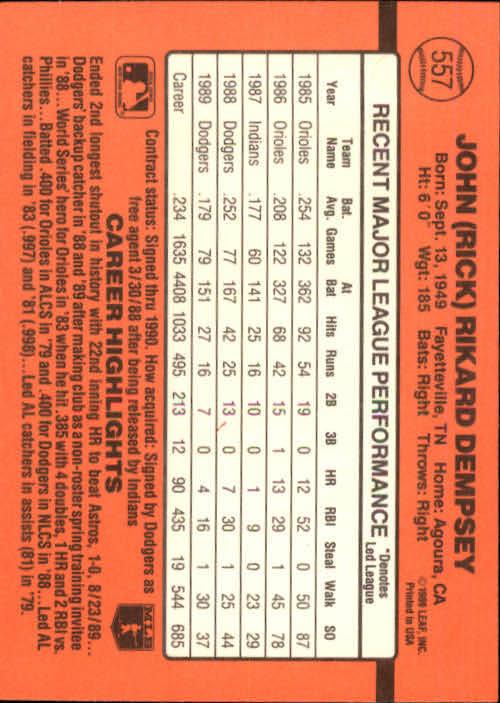 557
JOHN (RICK) RIKARD DEMPSEY
Born: Sept. 13, 1949 Fayetteville, TN Home: Agoura, CA
Ht: 6'0" Wgt: 185 Bats: Right Throws: Right
©1989 LEAF, INC.
Printed in USA
RECENT MAJOR LEAGUE PERFORMANCE
*Denotes
Led League
Year Team Name Bat. Avg. Games At Bat Hits Runs 2B 3B HR RBI Steal Walk SO
1985 Orioles .254 132 362 92 54 19 0 12 52 0 50 87
1986 Orioles .208 122 327 68 42 15 1 13 29 1 45 78
1987 Indians .177 60 141 25 16 10 0 1 9 0 23 29
1988 Dodgers .252 77 167 42 25 13 0 7 30 1 25 44
1989 Dodgers .179 79 151 27 16 7 0 4 16 1 30 37
Career .234 1635 4408 1033 495 213 12 90 435 19 544 685
Contract status: Signed thru 1990. How acquired: Signed by Dodgers as
free agent 3/30/88 after being released by Indians
MLB
CAREER HIGHLIGHTS
Ended 2nd longest shutout in history with 22nd inning HR to beat Astros, 1-0, 8/23/89...
Dodgers backup catcher in '88 and '89 after making club as a non-roster spring training invitee
in '88...World Series' hero for Orioles in '83 when he hit .385 with 4 doubles, 1 HR and 2 RBI vs.
Phillies...Batted .400 for Orioles in ALCS in '79 and .400 for Dodgers in NLCS in '88...Led AL
catchers in fielding in '83 (.997) and '81 (.998)...Led AL catchers in assists (81) in '79.